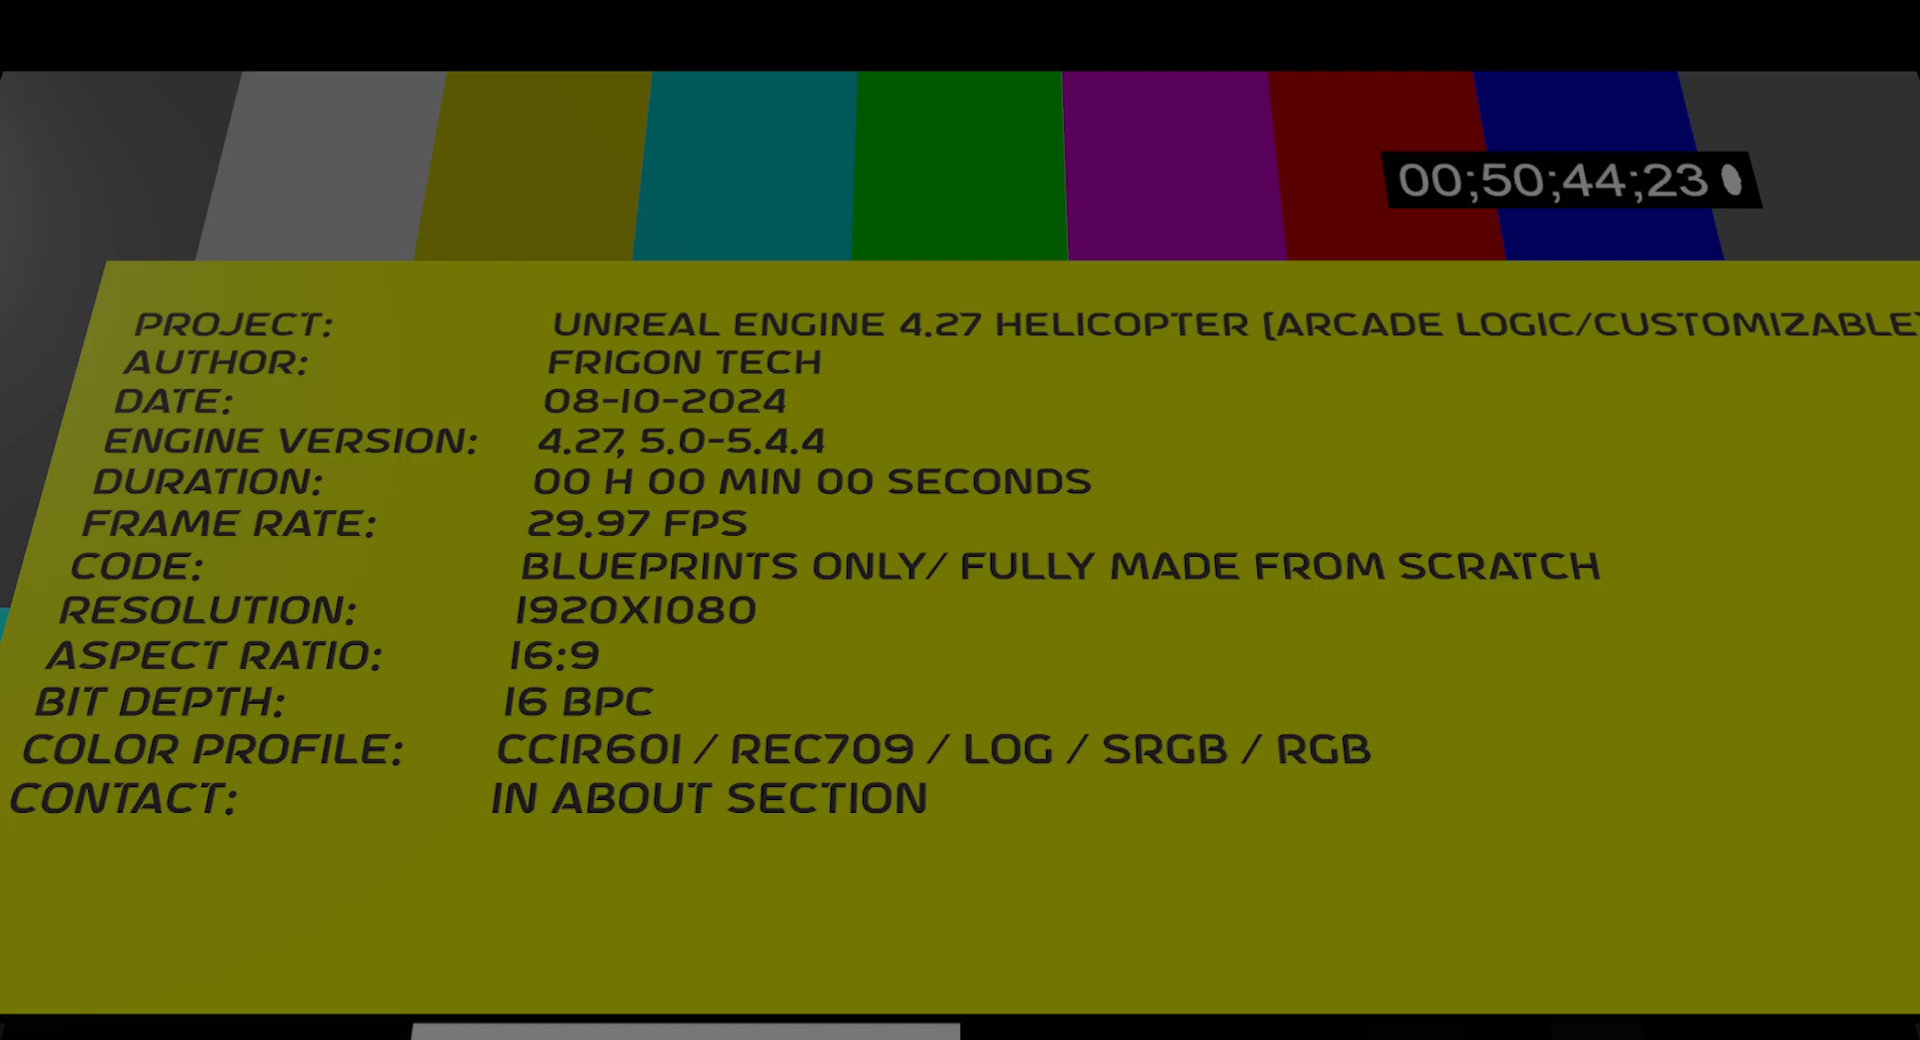 00;50;44;23
PROJECT: UNREAL ENGINE 4.27 HELICOPTER (ARCADE LOGIC/CUSTOMIZABLE
AUTHOR: FRIGON TECH
DATE: 08-10-2024
ENGINE VERSION: 4.27, 5.0-5.4.4
DURATION: 00 H 00 MIN 00 SECONDS
FRAME RATE: 29.97 FPS
CODE: BLUEPRINTS ONLY/ FULLY MADE FROM SCRATCH
RESOLUTION: 1920X1080
ASPECT RATIO: 16:9
BIT DEPTH: 16 BPC
COLOR PROFILE: CCIR601 / REC709 / LOG / SRGB / RGB
CONTACT: IN ABOUT SECTION